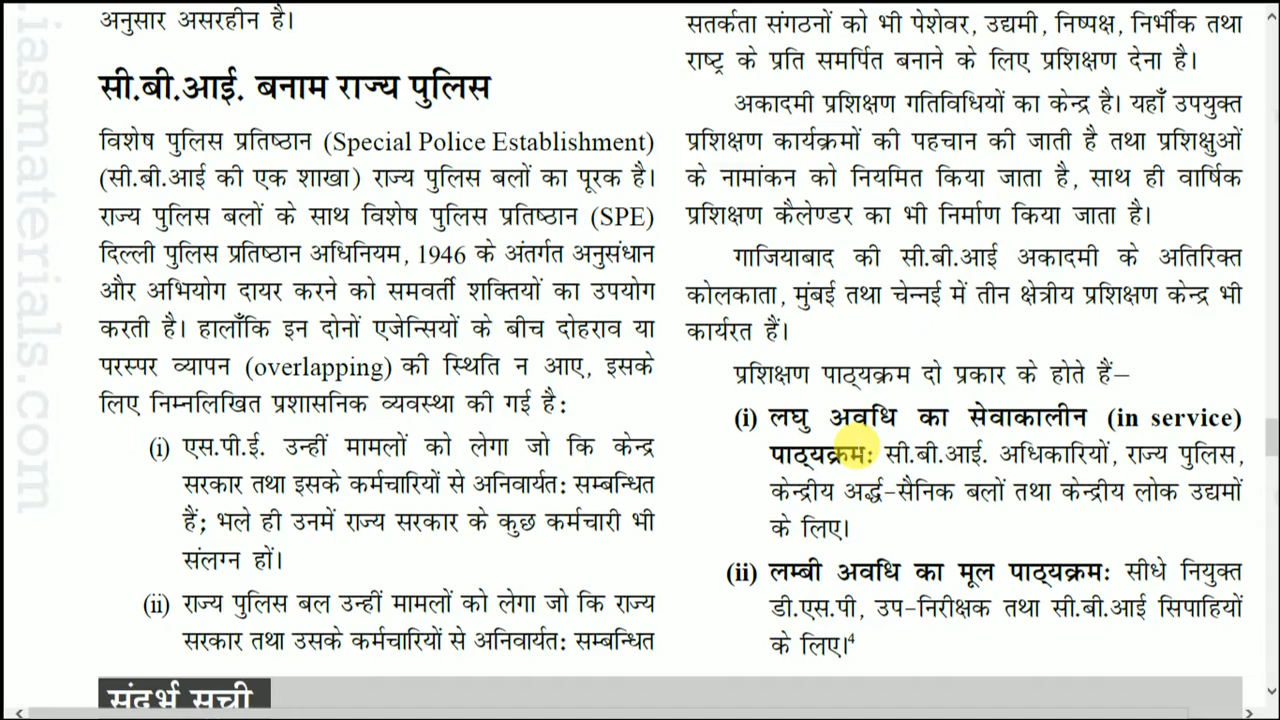 .iasmaterials.com
अनुसार असरहीन है।
सी.बी.आई. बनाम राज्य पुलिस
विशेष पुलिस प्रतिष्ठान (Special Police Establishment)
(सी.बी.आई की एक शाखा) राज्य पुलिस बलों का पूरक है।
राज्य पुलिस बलों के साथ विशेष पुलिस प्रतिष्ठान (SPE)
दिल्ली पुलिस प्रतिष्ठान अधिनियम, 1946 के अंतर्गत अनुसंधान
और अभियोग दायर करने को समवर्ती शक्तियों का उपयोग
करती है। हालाँकि इन दोनों एजेन्सियों के बीच दोहराव या
परस्पर व्यापन (overlapping) की स्थिति न आए, इसके
लिए निम्नलिखित प्रशासनिक व्यवस्था की गई है:
(i) एस.पी.ई. उन्हीं मामलों को लेगा जो कि केन्द्र
सरकार तथा इसके कर्मचारियों से अनिवार्यत: सम्बन्धित
हैं; भले ही उनमें राज्य सरकार के कुछ कर्मचारी भी
संलग्न हों।
(ii) राज्य पुलिस बल उन्हीं मामलों को लेगा जो कि राज्य
सरकार तथा उसके कर्मचारियों से अनिवार्यत: सम्बन्धित
सतर्कता संगठनों को भी पेशेवर, उद्यमी, निष्पक्ष, निर्भीक तथा
राष्ट्र के प्रति समर्पित बनाने के लिए प्रशिक्षण देना है।
अकादमी प्रशिक्षण गतिविधियों का केन्द्र है। यहाँ उपयुक्त
प्रशिक्षण कार्यक्रमों की पहचान की जाती है तथा प्रशिक्षुओं
के नामांकन को नियमित किया जाता है, साथ ही वार्षिक
प्रशिक्षण कैलेण्डर का भी निर्माण किया जाता है।
गाजियाबाद की सी.बी.आई अकादमी के अतिरिक्त
कोलकाता, मुंबई तथा चेन्नई में तीन क्षेत्रीय प्रशिक्षण केन्द्र भी
कार्यरत हैं।
प्रशिक्षण पाठ्यक्रम दो प्रकार के होते हैं–
(i) लघु अवधि का सेवाकालीन (in service)
पाठ्यक्रम: सी.बी.आई. अधिकारियों, राज्य पुलिस,
केन्द्रीय अर्द्ध-सैनिक बलों तथा केन्द्रीय लोक उद्यमों
के लिए।
(ii) लम्बी अवधि का मूल पाठ्यक्रम: सीधे नियुक्त
डी.एस.पी, उप-निरीक्षक तथा सी.बी.आई सिपाहियों
के लिए।⁴
संदर्भ सूची